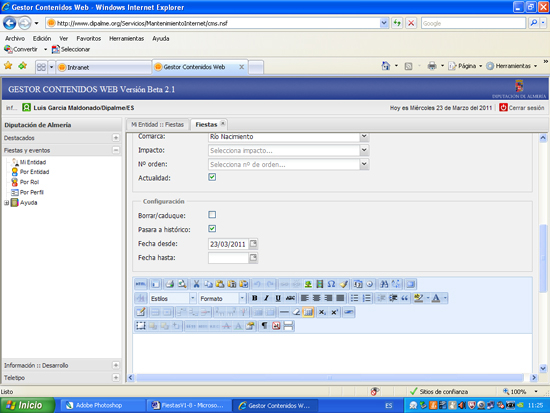 Gestor Contenidos Web - Windows Internet Explorer
http://www.dipalme.org/Servicios/MantenimientoInternet/cms.nsf
Google
Archivo Edición Ver Favoritos Herramientas Ayuda
Convertir Seleccionar
Intranet Gestor Contenidos Web
Página Herramientas
GESTOR CONTENIDOS WEB Versión Beta 2.1
DIPUTACIÓN DE ALMERÍA
inf... Luis Garcia Maldonado/Dipalme/ES Hoy es Miércoles 23 de Marzo del 2011 Cerrar sesión
Diputación de Almería
Mi Entidad :: Fiestas Fiestas
Destacados
Fiestas y eventos
Mi Entidad
Por Entidad
Por Rol
Por Perfil
Ayuda
Comarca: Río Nacimiento
Impacto: Selecciona impacto...
Nº orden: Selecciona nº de orden...
Actualidad:
Configuración
Borrar/caduque:
Pasara a histórico:
Fecha desde: 23/03/2011
Fecha hasta:
HTML
Estilos Formato B I U ABC
Información :: Desarrollo
Teletipo
Listo Sitios de confianza 100%
Inicio Adobe Photoshop FiestasV1-0 - Microso... Gestor Contenidos W... ES 11:25